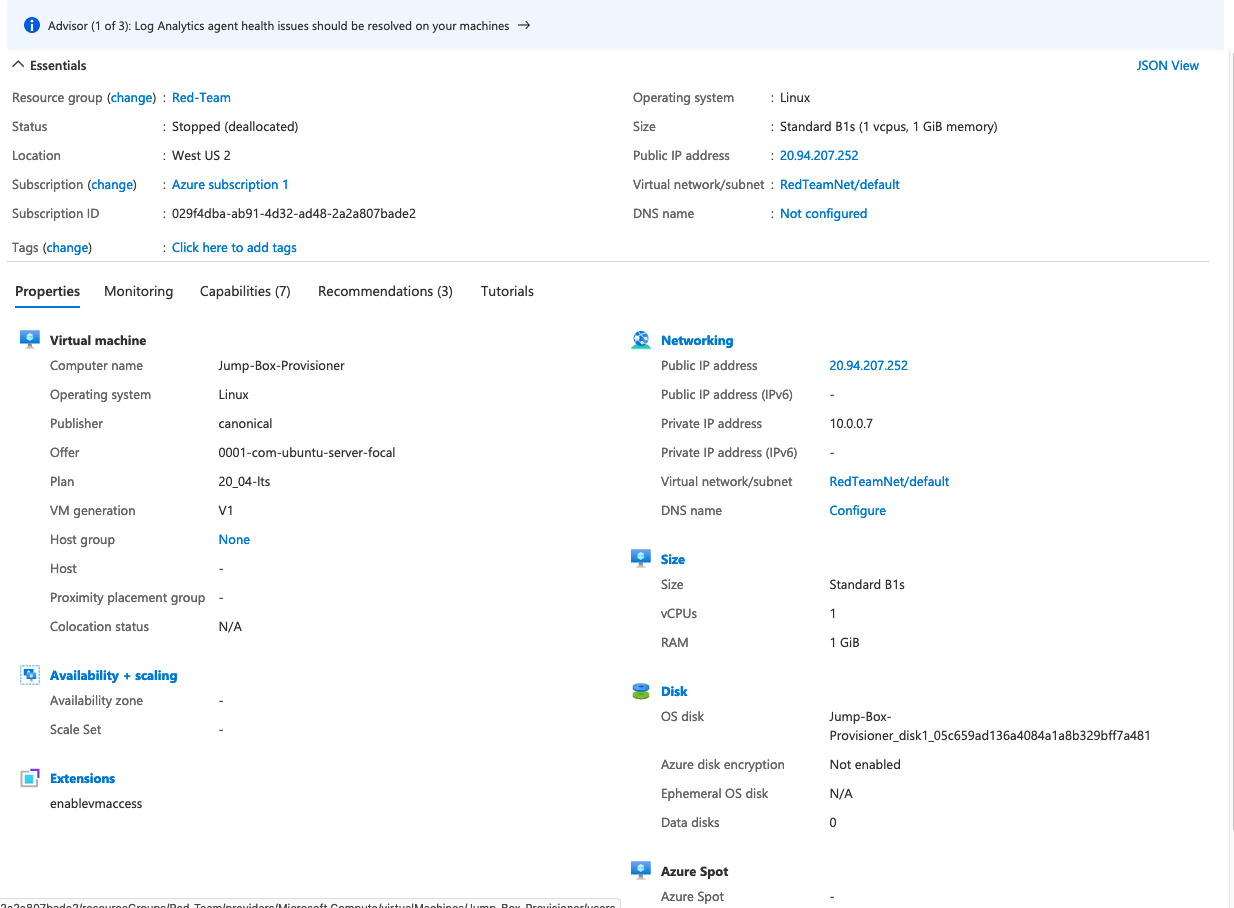 Advisor (1 of 3): Log Analytics agent health issues should be resolved on your machines →
Essentials
JSON View
Resource group (change) : Red-Team
Status : Stopped (deallocated)
Location : West US 2
Subscription (change) : Azure subscription 1
Subscription ID : 029f4dba-ab91-4d32-ad48-2a2a807bade2
Tags (change) : Click here to add tags
Operating system : Linux
Size : Standard B1s (1 vcpus, 1 GiB memory)
Public IP address : 20.94.207.252
Virtual network/subnet : RedTeamNet/default
DNS name : Not configured
Properties Monitoring Capabilities (7) Recommendations (3) Tutorials
Virtual machine
Computer name Jump-Box-Provisioner
Operating system Linux
Publisher canonical
Offer 0001-com-ubuntu-server-focal
Plan 20_04-lts
VM generation V1
Host group None
Host -
Proximity placement group -
Colocation status N/A
Availability + scaling
Availability zone -
Scale Set -
Extensions
enablevmaccess
Networking
Public IP address 20.94.207.252
Public IP address (IPv6) -
Private IP address 10.0.0.7
Private IP address (IPv6) -
Virtual network/subnet RedTeamNet/default
DNS name Configure
Size
Size Standard B1s
vCPUs 1
RAM 1 GiB
Disk
OS disk Jump-Box-
Provisioner_disk1_05c659ad136a4084a1a8b329bff7a481
Azure disk encryption Not enabled
Ephemeral OS disk N/A
Data disks 0
Azure Spot
Azure Spot -
2a2a807bade2/resourceGroups/Red-Team/providers/Microsoft.Compute/virtualMachines/Jump-Box-Provisioner/users